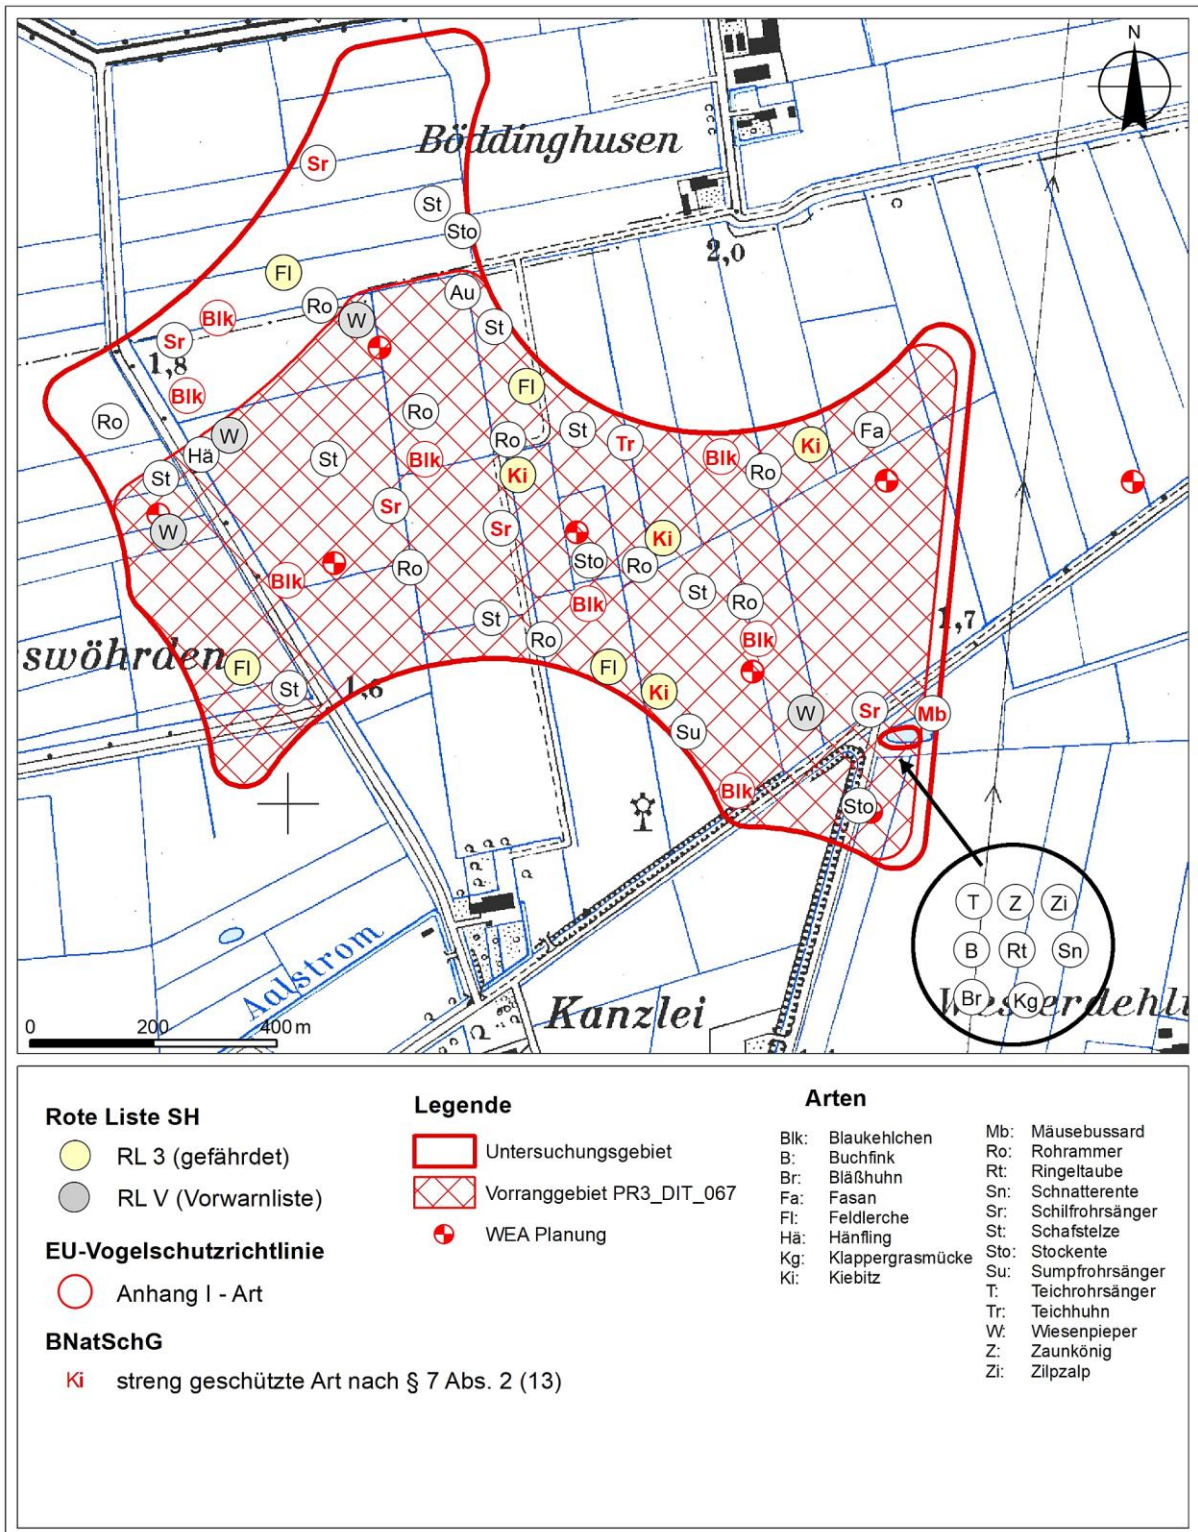 N
Böddinghusen
Sr
St
Sto
2,0
Fl
Au
Ro
Blk
W
St
Sr
1,8
Fl
Blk
Ro
Ro
W
St
Fa
Ro
Tr
Ki
Hä
St
Blk
Blk
Ro
St
Ki
Sr
Sr
W
Ki
Sto
Ro
Ro
Blk
St
Blk
Ro
St
1,7
Ro
Blk
swöhrden
Fl
Fl
St
1,6
Ki
W
Sr
Mb
Su
Blk
Sto
T Z Zi
B Rt Sn
Br Kg
Aalstrom
Kanzlei
Westerdehl
0 200 400 m
Rote Liste SH
RL 3 (gefährdet)
RL V (Vorwarnliste)
EU-Vogelschutzrichtlinie
Anhang I - Art
BNatSchG
Ki streng geschützte Art nach § 7 Abs. 2 (13)
Legende
Untersuchungsgebiet
Vorranggebiet PR3_DIT_067
WEA Planung
Arten
Blk: Blaukehlchen
B: Buchfink
Br: Bläßhuhn
Fa: Fasan
Fl: Feldlerche
Hä: Hänfling
Kg: Klappergrasmücke
Ki: Kiebitz
Mb: Mäusebussard
Ro: Rohrammer
Rt: Ringeltaube
Sn: Schnatterente
Sr: Schilfrohrsänger
St: Schafstelze
Sto: Stockente
Su: Sumpfrohrsänger
T: Teichrohrsänger
Tr: Teichhuhn
W: Wiesenpieper
Z: Zaunkönig
Zi: Zilpzalp